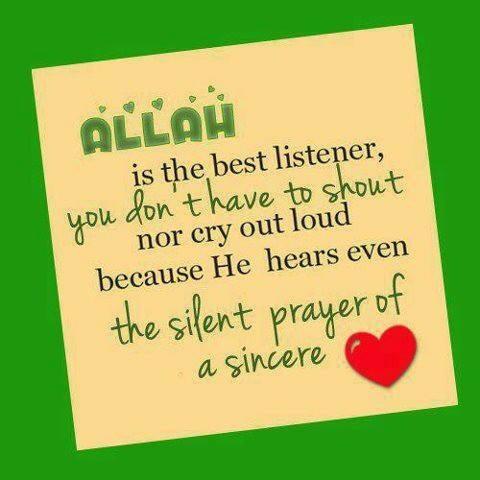 ALLAH
is the best listener,
you don't have to shout
nor cry out loud
because He hears even
the silent prayer of
a sincere